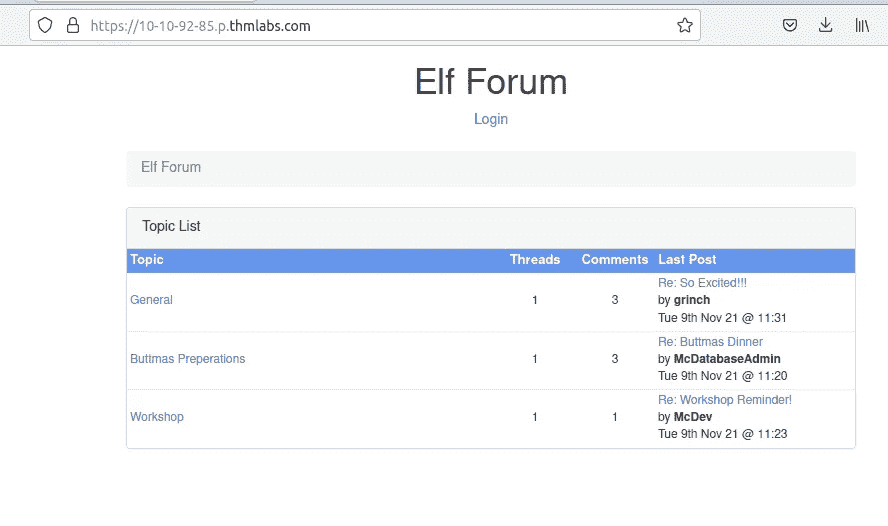 https://10-10-92-85.p.thmlabs.com
Elf Forum
Login
Elf Forum
Topic List
Topic Threads Comments Last Post
General 1 3 Re: So Excited!!!
by grinch
Tue 9th Nov 21 @ 11:31
Buttmas Preperations 1 3 Re: Buttmas Dinner
by McDatabaseAdmin
Tue 9th Nov 21 @ 11:20
Workshop 1 1 Re: Workshop Reminder!
by McDev
Tue 9th Nov 21 @ 11:23